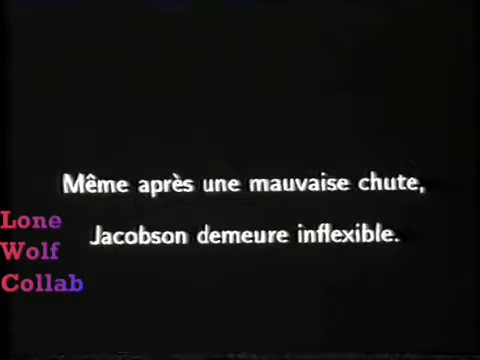 Même après une mauvaise chute,
Jacobson demeure inflexible.
Lone
Wolf
Collab